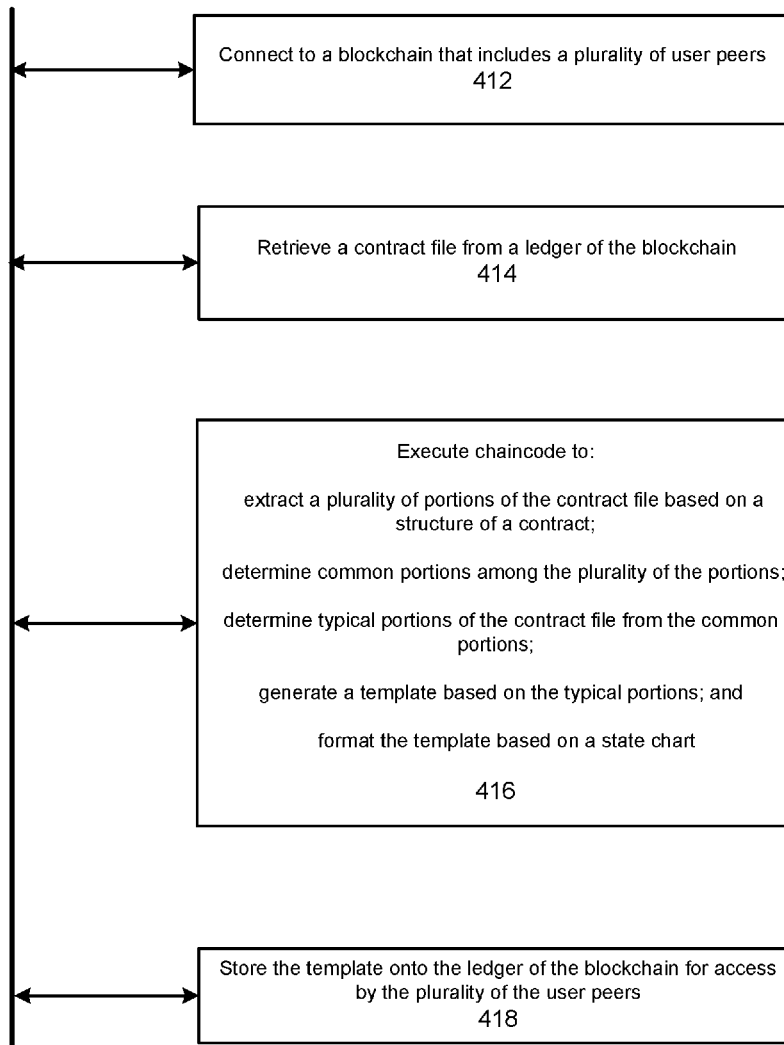 Connect to a blockchain that includes a plurality of user peers
412
Retrieve a contract file from a ledger of the blockchain
414
Execute chaincode to:
extract a plurality of portions of the contract file based on a
structure of a contract;
determine common portions among the plurality of the portions;
determine typical portions of the contract file from the common
portions;
generate a template based on the typical portions; and
format the template based on a state chart
416
Store the template onto the ledger of the blockchain for access
by the plurality of the user peers
418